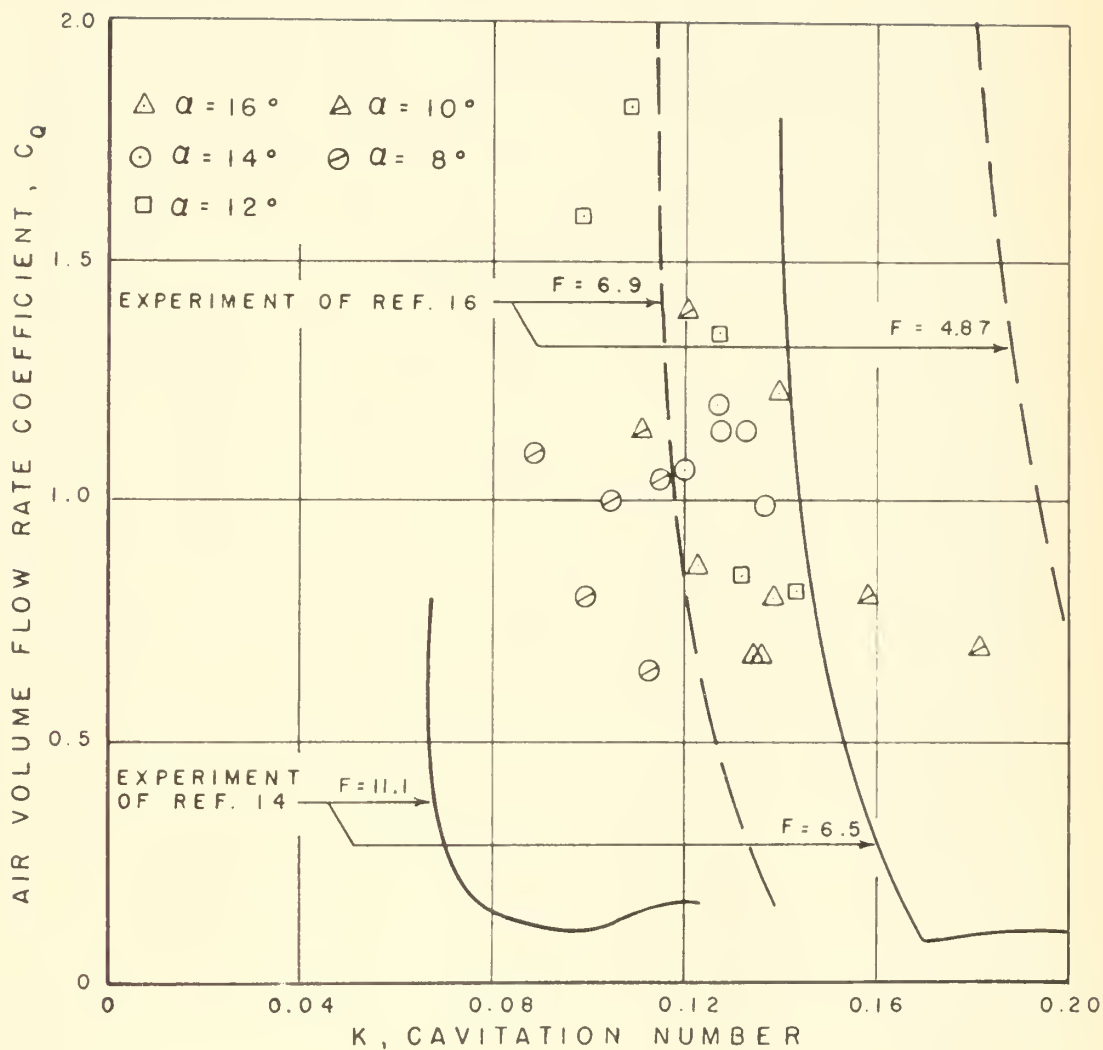 2.0
α = 16° α = 10°
α = 14° α = 8°
α = 12°
AIR VOLUME FLOW RATE COEFFICIENT, C_Q
1.5
F = 6.9
EXPERIMENT OF REF. 16
F = 4.87
1.0
0.5
EXPERIMENT
OF REF. 14
F = 11.1
F = 6.5
0
0 0.04 0.08 0.12 0.16 0.20
K, CAVITATION NUMBER